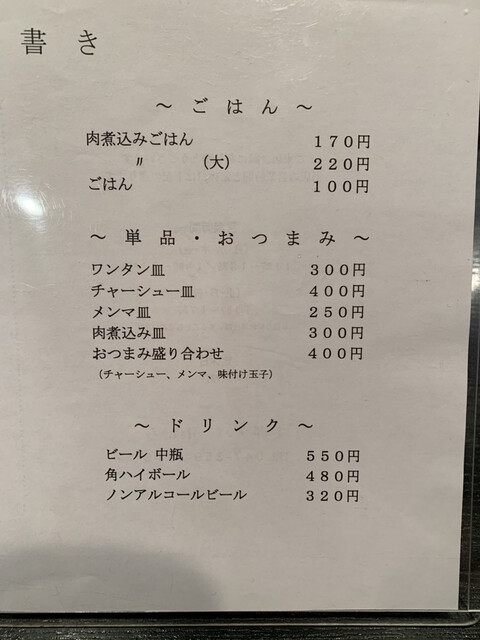 書き
～ごはん～
肉煮込みごはん １７０円
〃 （大） ２２０円
ごはん １００円
～単品・おつまみ～
ワンタン皿 ３００円
チャーシュー皿 ４００円
メンマ皿 ２５０円
肉煮込み皿 ３００円
おつまみ盛り合わせ ４００円
（チャーシュー、メンマ、味付け玉子）
～ドリンク～
ビール 中瓶 ５５０円
角ハイボール ４８０円
ノンアルコールビール ３２０円